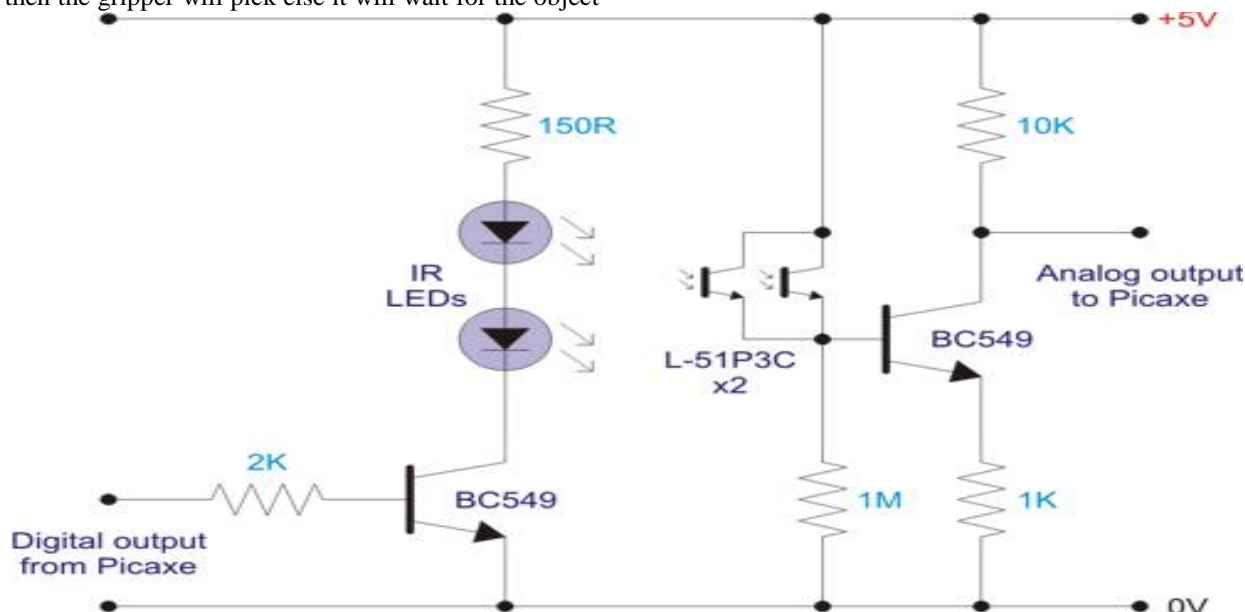 then the gripper will pick else it will wait for the object
+5V
150R
10K
IR
LEDs
Analog output
to Picaxe
L-51P3C
x2
BC549
2K
BC549
1M
1K
Digital output
from Picaxe
0V